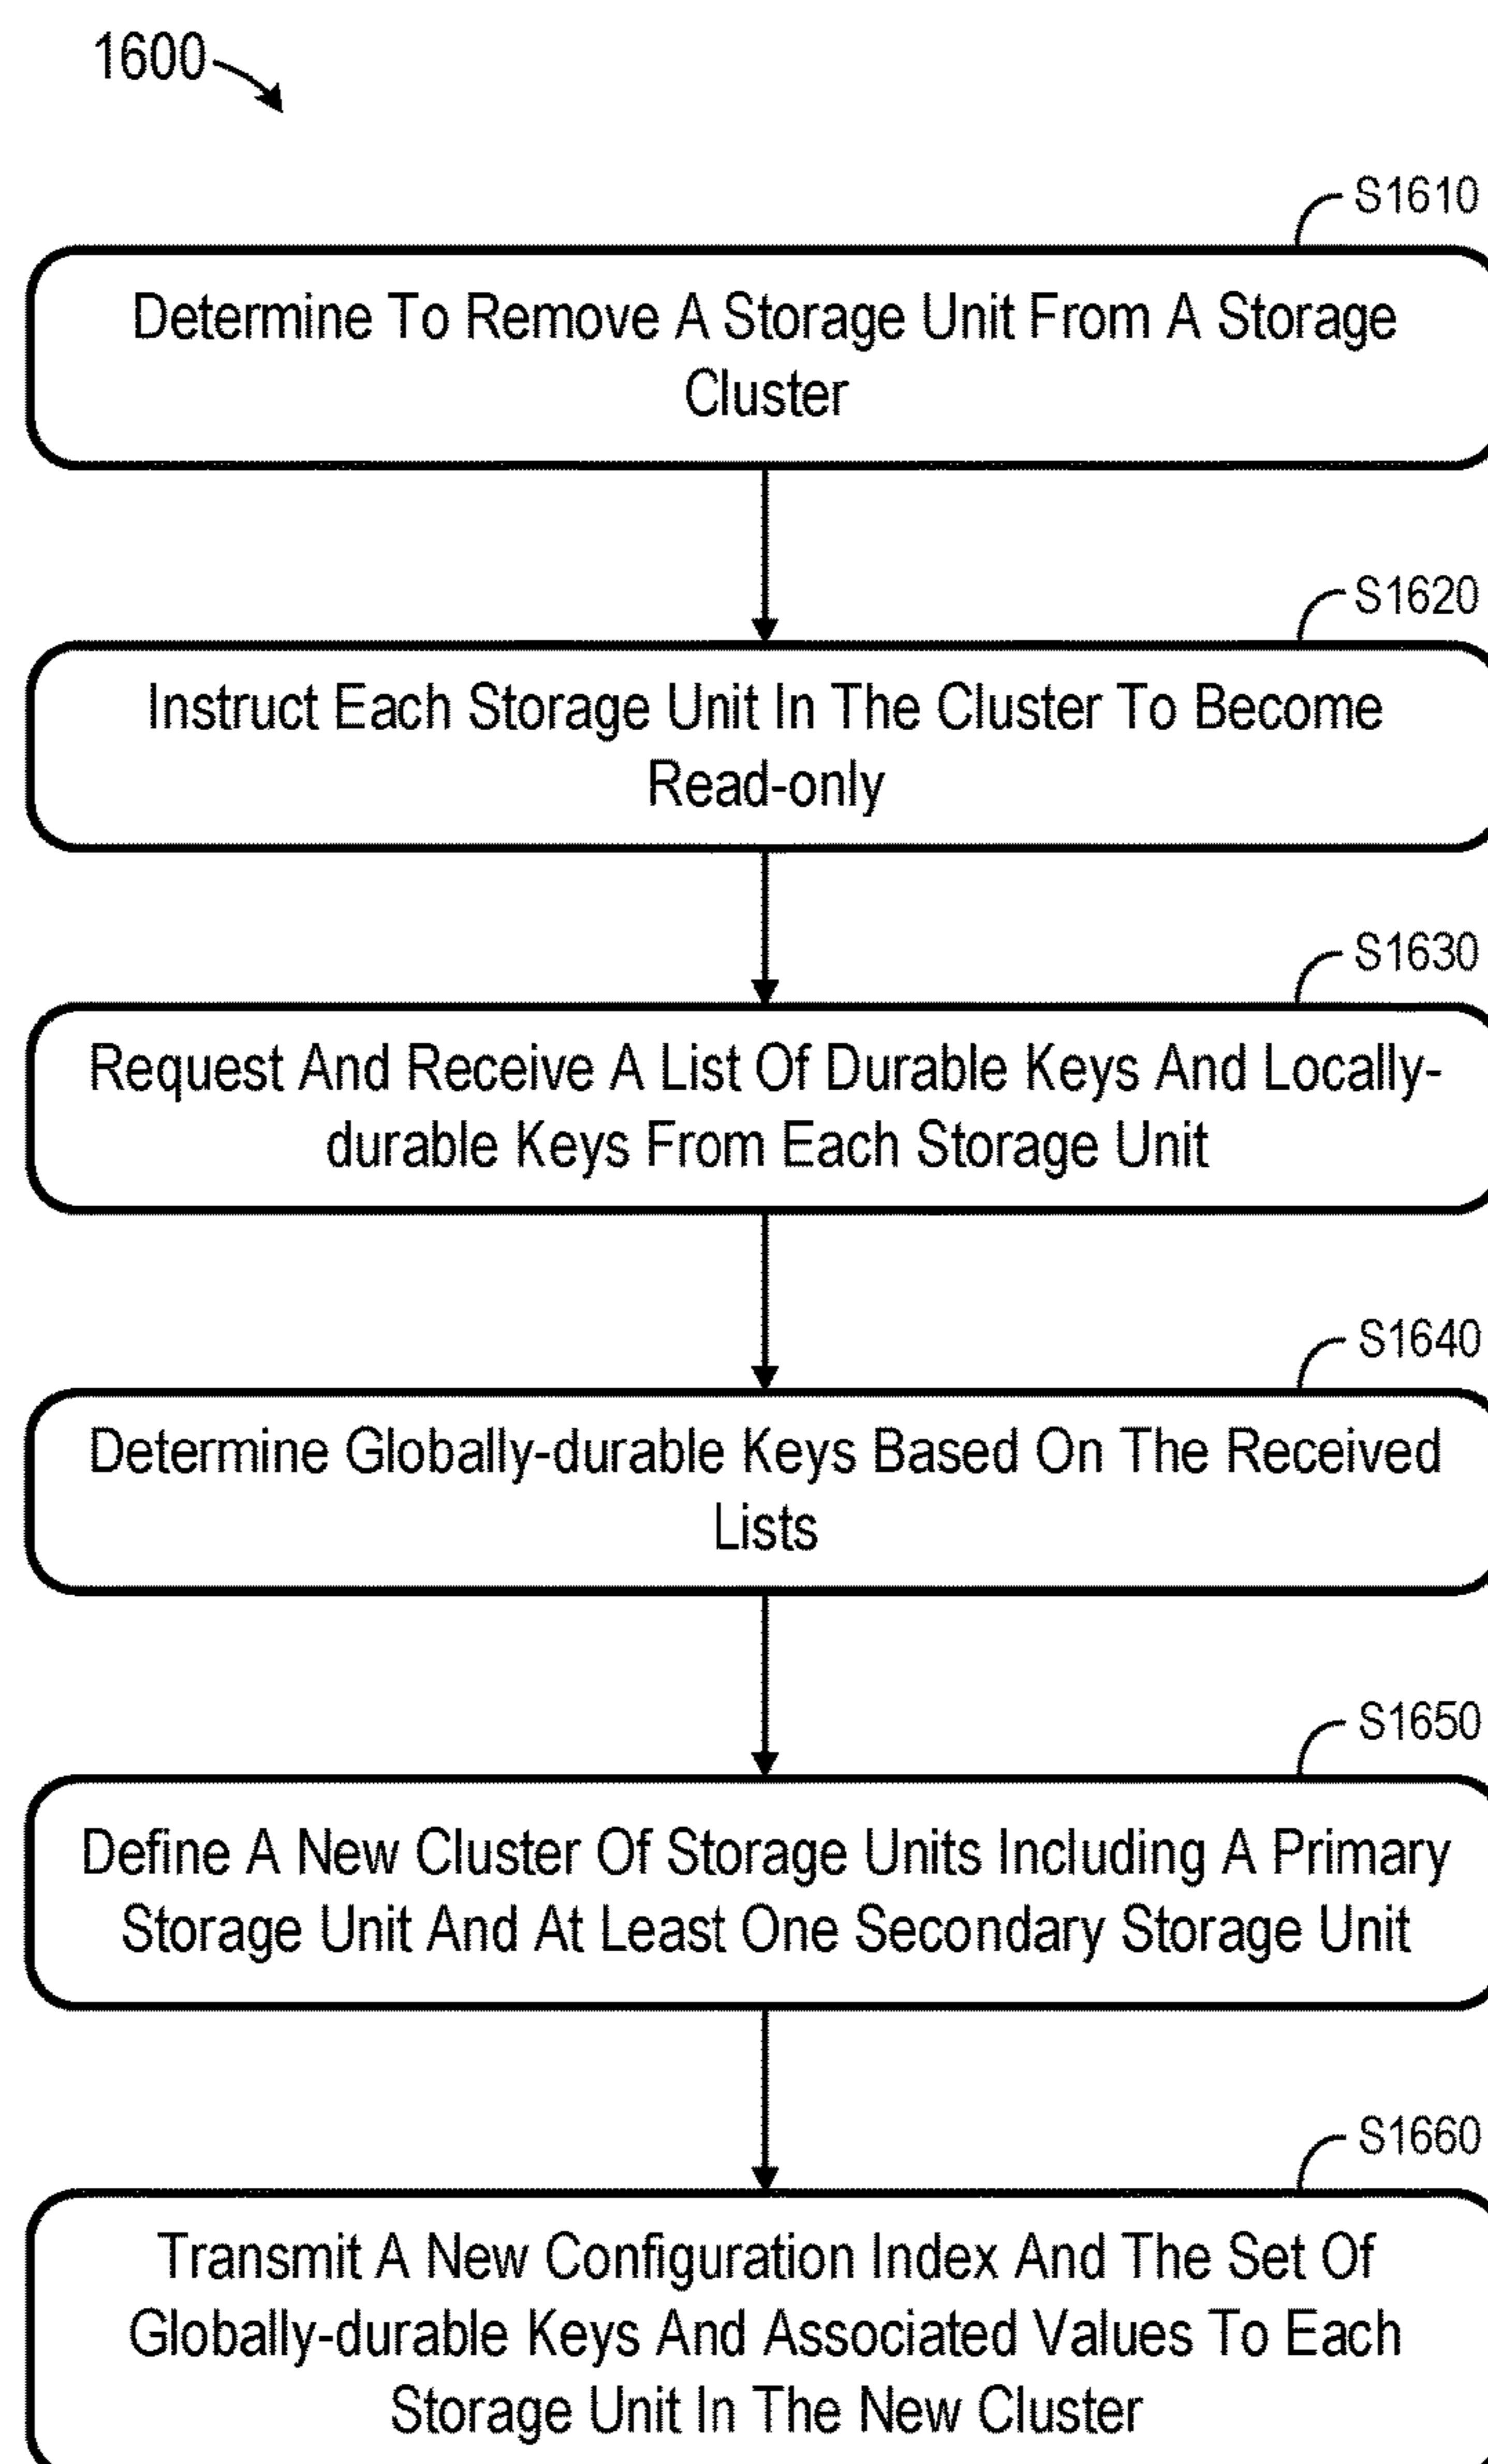 1600
S1610
Determine To Remove A Storage Unit From A Storage
Cluster
S1620
Instruct Each Storage Unit In The Cluster To Become
Read-only
S1630
Request And Receive A List Of Durable Keys And Locally-
durable Keys From Each Storage Unit
S1640
Determine Globally-durable Keys Based On The Received
Lists
S1650
Define A New Cluster Of Storage Units Including A Primary
Storage Unit And At Least One Secondary Storage Unit
S1660
Transmit A New Configuration Index And The Set Of
Globally-durable Keys And Associated Values To Each
Storage Unit In The New Cluster